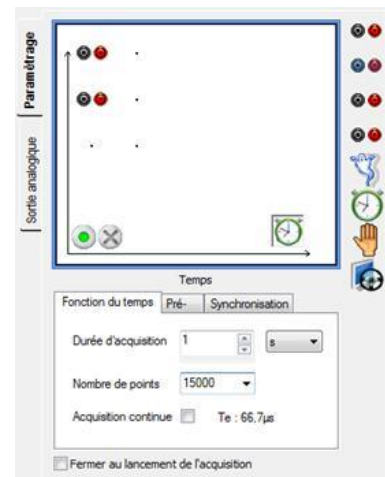 Paramétrage
Sortie analogique
Temps
Fonction du temps Pré- Synchronisation
Durée d'acquisition 1 s
Nombre de points 15000
Acquisition continue Te : 66,7µs
Fermer au lancement de l'acquisition